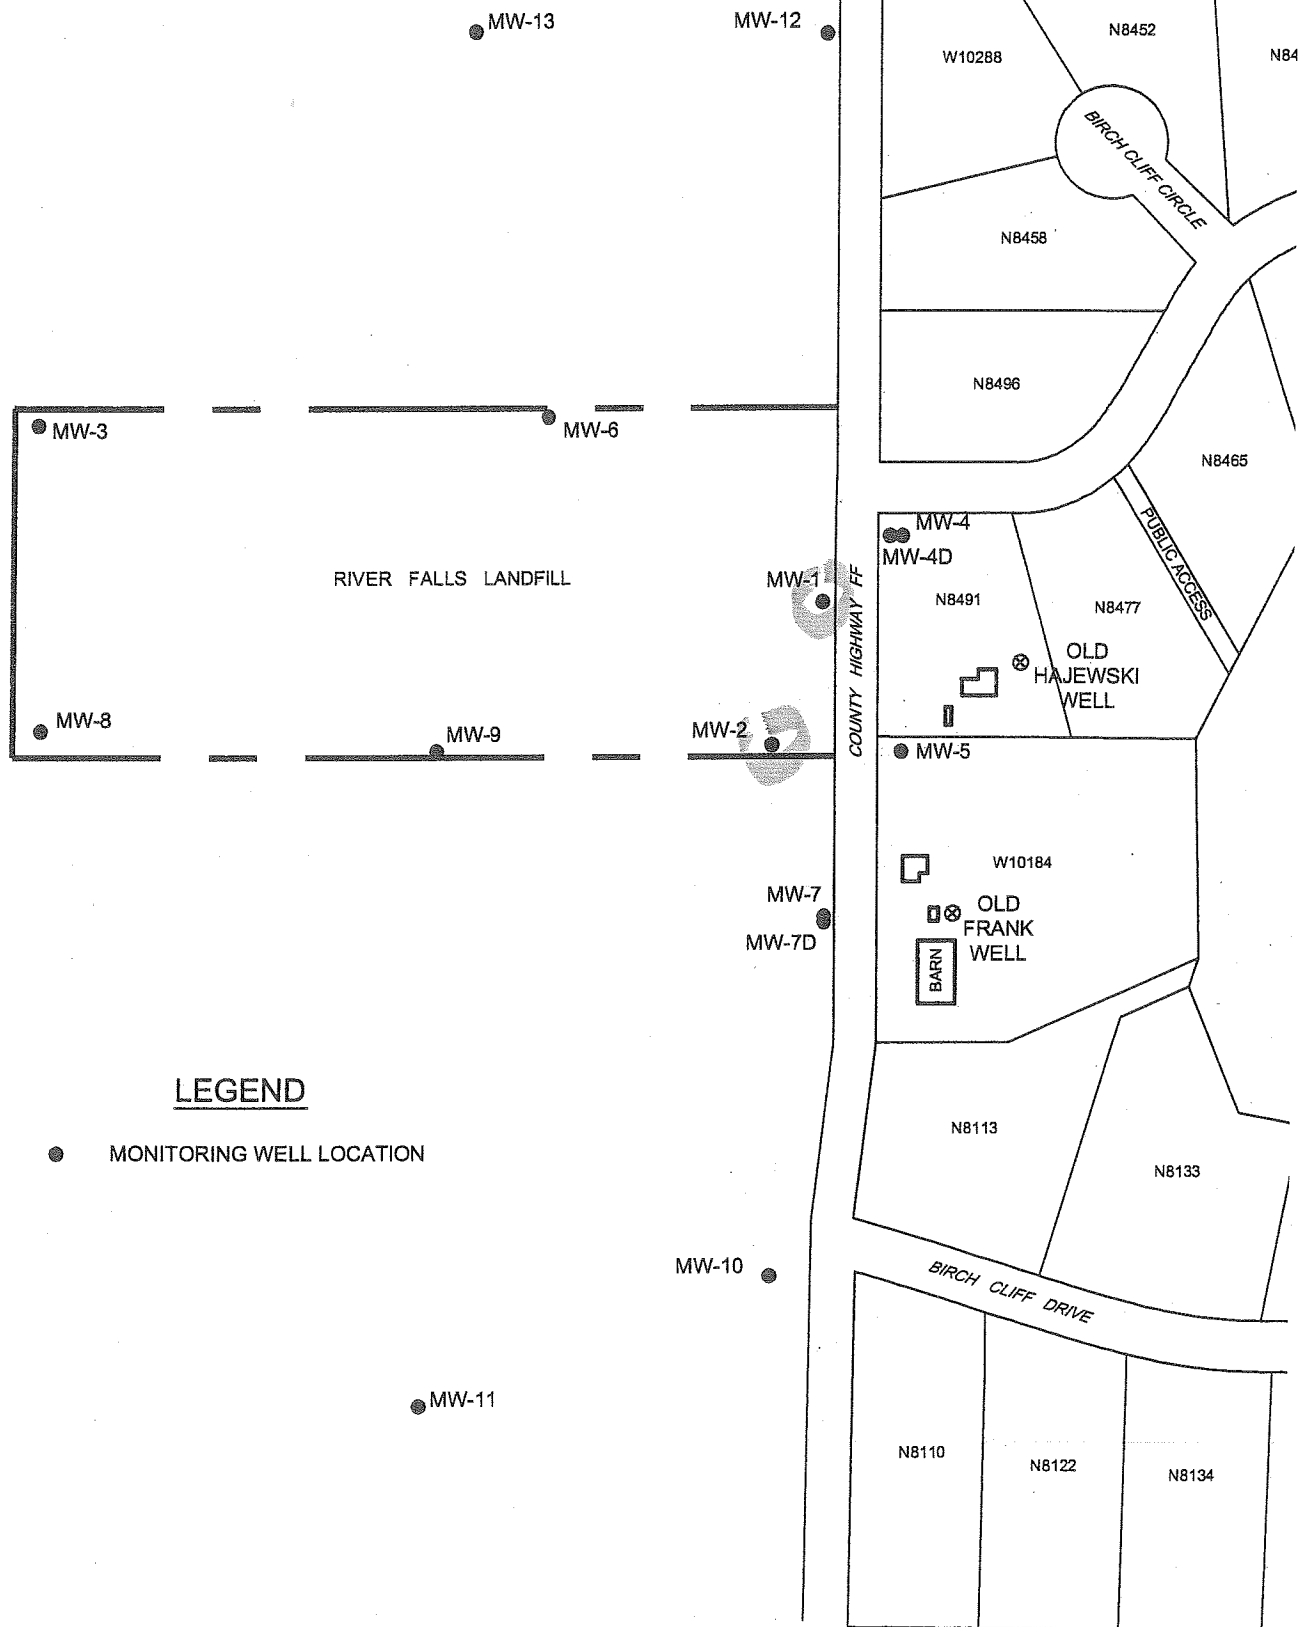 MW-13
MW-12
W10288
N8452
N84
BIRCH CLIFF CIRCLE
N8458
N8496
MW-3
MW-6
N8465
MW-4
MW-4D
PUBLIC ACCESS
RIVER FALLS LANDFILL
MW-1
COUNTY HIGHWAY FF
N8491
N8477
OLD
HAJEWSKI
WELL
MW-8
MW-9
MW-2
MW-5
W10184
MW-7
MW-7D
OLD
FRANK
WELL
BARN
LEGEND
MONITORING WELL LOCATION
N8113
N8133
MW-10
BIRCH CLIFF DRIVE
MW-11
N8110
N8122
N8134